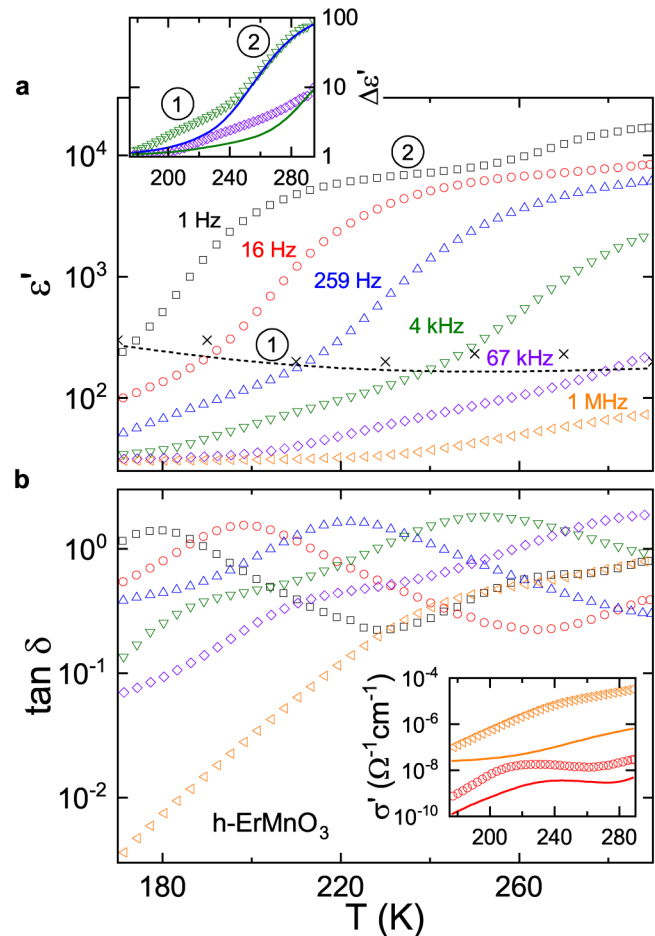 a
100
10
1
Δε'
200 240 280
1
2
10⁴
10³
10²
ε'
2
1 Hz
16 Hz
259 Hz
4 kHz
1
67 kHz
1 MHz
b
10⁰
10⁻¹
10⁻²
tan δ
h-ErMnO₃
10⁻⁴
10⁻⁶
10⁻⁸
10⁻¹⁰
σ' (Ω⁻¹cm⁻¹)
200 240 280
180 220 260
T (K)